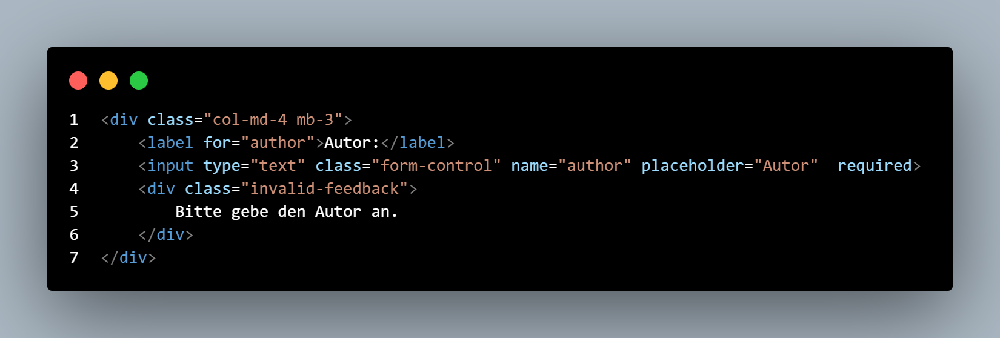 1 <div class="col-md-4 mb-3">
2     <label for="author">Autor:</label>
3     <input type="text" class="form-control" name="author" placeholder="Autor"  required>
4     <div class="invalid-feedback">
5         Bitte gebe den Autor an.
6     </div>
7 </div>